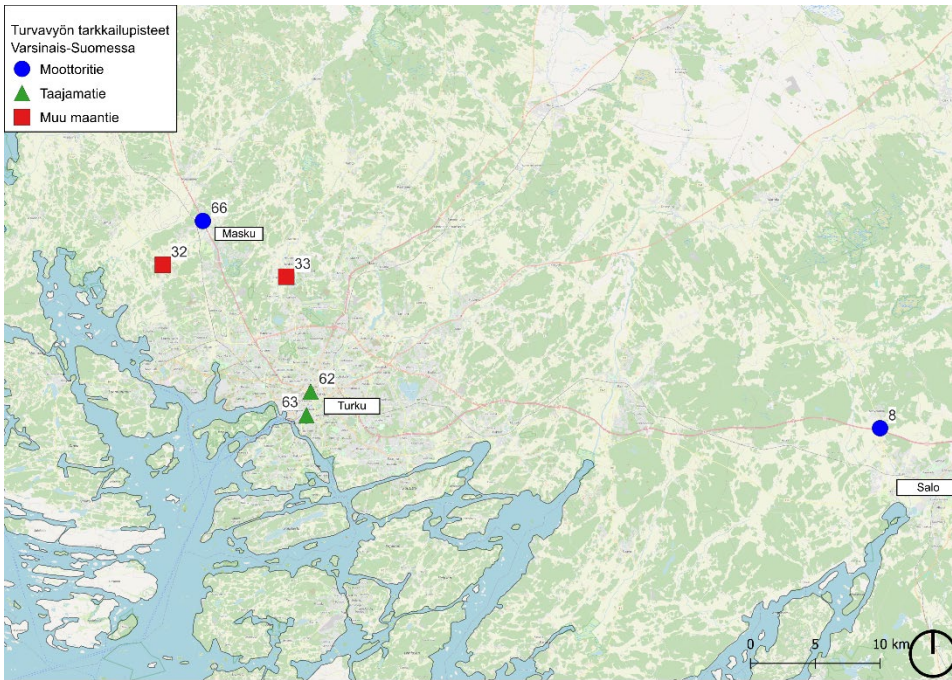 Turvavyön tarkkailupisteet
Varsinais-Suomessa
Moottoritie
Taajamatie
Muu maantie
66
Masku
32
33
62
63
Turku
8
Salo
0 5 10 km